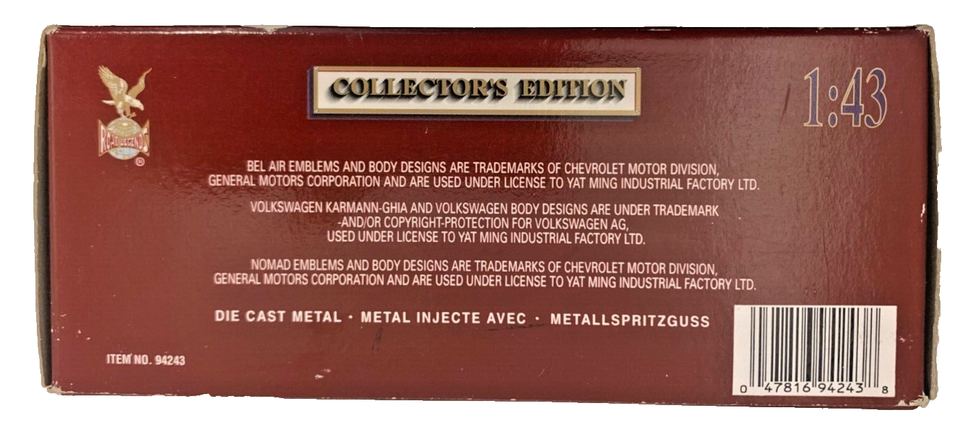 COLLECTOR'S EDITION
1:43
ROAD LEGENDS
®
BEL AIR EMBLEMS AND BODY DESIGNS ARE TRADEMARKS OF CHEVROLET MOTOR DIVISION,
GENERAL MOTORS CORPORATION AND ARE USED UNDER LICENSE TO YAT MING INDUSTRIAL FACTORY LTD.
VOLKSWAGEN KARMANN-GHIA AND VOLKSWAGEN BODY DESIGNS ARE UNDER TRADEMARK
-AND/OR COPYRIGHT-PROTECTION FOR VOLKSWAGEN AG,
USED UNDER LICENSE TO YAT MING INDUSTRIAL FACTORY LTD.
NOMAD EMBLEMS AND BODY DESIGNS ARE TRADEMARKS OF CHEVROLET MOTOR DIVISION,
GENERAL MOTORS CORPORATION AND ARE USED UNDER LICENSE TO YAT MING INDUSTRIAL FACTORY LTD.
DIE CAST METAL · METAL INJECTE AVEC · METALLSPRITZGUSS
ITEM NO. 94243
0 47816 94243 8